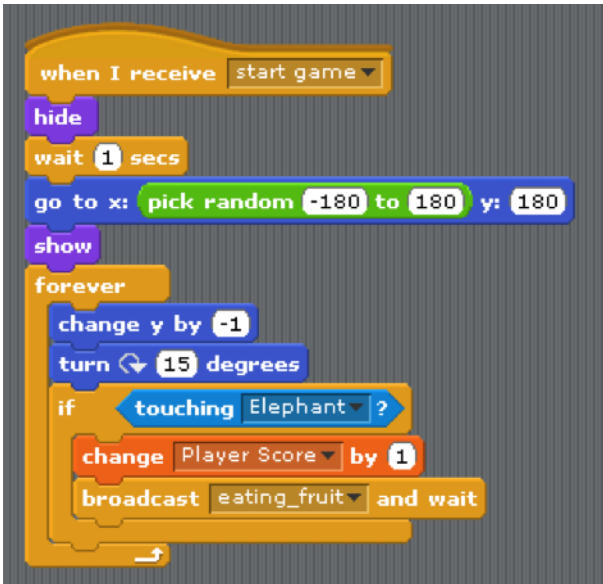 when I receive start game
hide
wait 1 secs
go to x: pick random -180 to 180 y: 180
show
forever
change y by -1
turn 15 degrees
if touching Elephant ?
change Player Score by 1
broadcast eating_fruit and wait